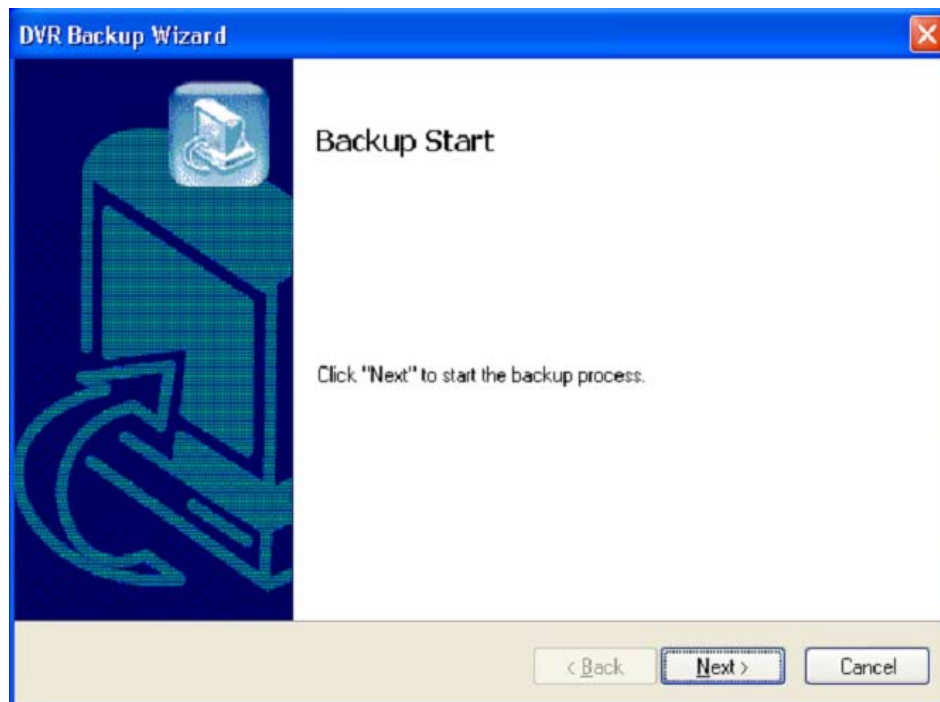 DVR Backup Wizard
Backup Start
Click "Next" to start the backup process.
< Back
Next >
Cancel